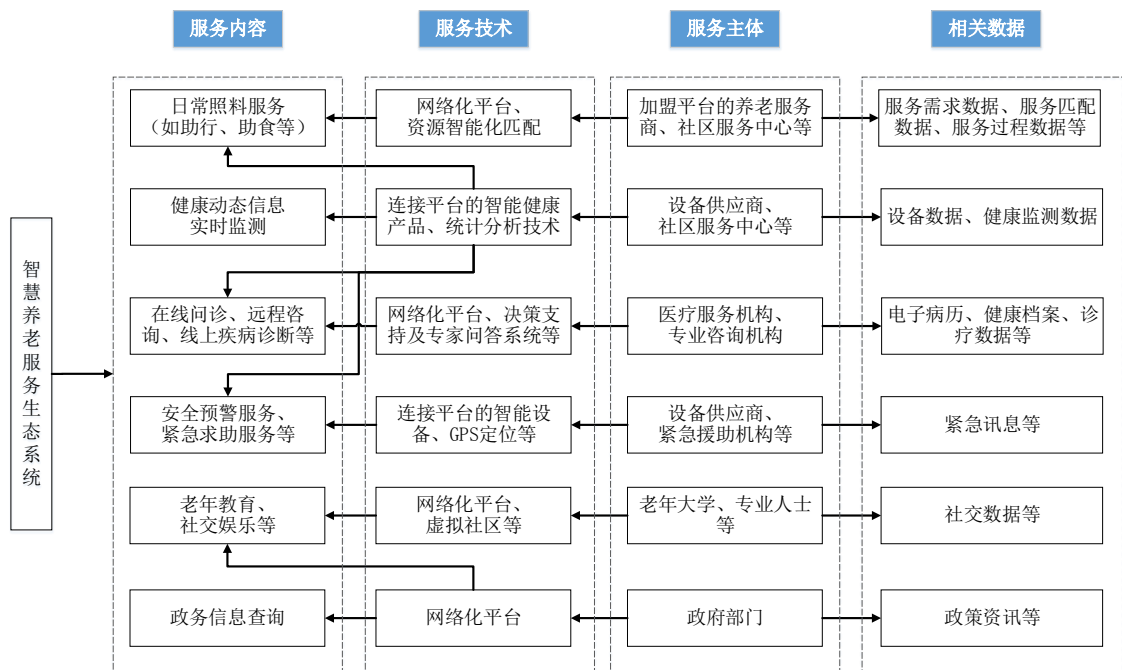 服务内容
服务技术
服务主体
相关数据
智慧养老服务生态系统
日常照料服务
（如助行、助食等）
网络化平台、
资源智能化匹配
加盟平台的养老服务
商、社区服务中心等
服务需求数据、服务匹配
数据、服务过程数据等
健康动态信息
实时监测
连接平台的智能健康
产品、统计分析技术
设备供应商、
社区服务中心等
设备数据、健康监测数据
在线问诊、远程咨
询、线上疾病诊断等
网络化平台、决策支
持及专家问答系统等
医疗服务机构、
专业咨询机构
电子病历、健康档案、诊
疗数据等
安全预警服务、
紧急求助服务等
连接平台的智能设
备、GPS定位等
设备供应商、
紧急援助机构等
紧急讯息等
老年教育、
社交娱乐等
网络化平台、
虚拟社区等
老年大学、专业人士
等
社交数据等
政务信息查询
网络化平台
政府部门
政策资讯等